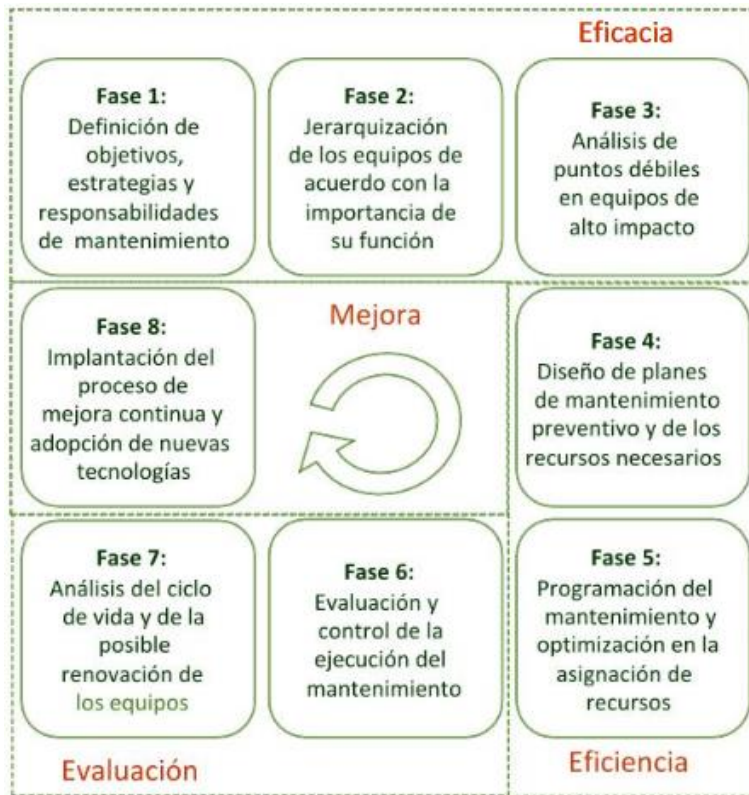 Eficacia
Fase 1:
Definición de
objetivos,
estrategias y
responsabilidades
de mantenimiento
Fase 2:
Jerarquización
de los equipos de
acuerdo con la
importancia de
su función
Fase 3:
Análisis de
puntos débiles
en equipos de
alto impacto
Fase 8:
Implantación del
proceso de
mejora continua y
adopción de nuevas
tecnologías
Mejora
Fase 4:
Diseño de planes
de mantenimiento
preventivo y de los
recursos necesarios
Fase 7:
Análisis del ciclo
de vida y de la
posible
renovación de
los equipos
Fase 6:
Evaluación y
control de la
ejecución del
mantenimiento
Fase 5:
Programación del
mantenimiento y
optimización en la
asignación de
recursos
Evaluación
Eficiencia